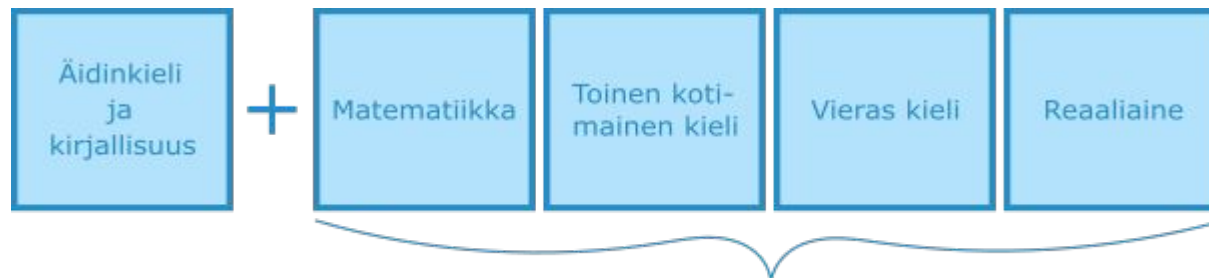 Äidinkieli
ja
kirjallisuus
+
Matematiikka
Toinen koti-
mainen kieli
Vieras kieli
Reaaliaine